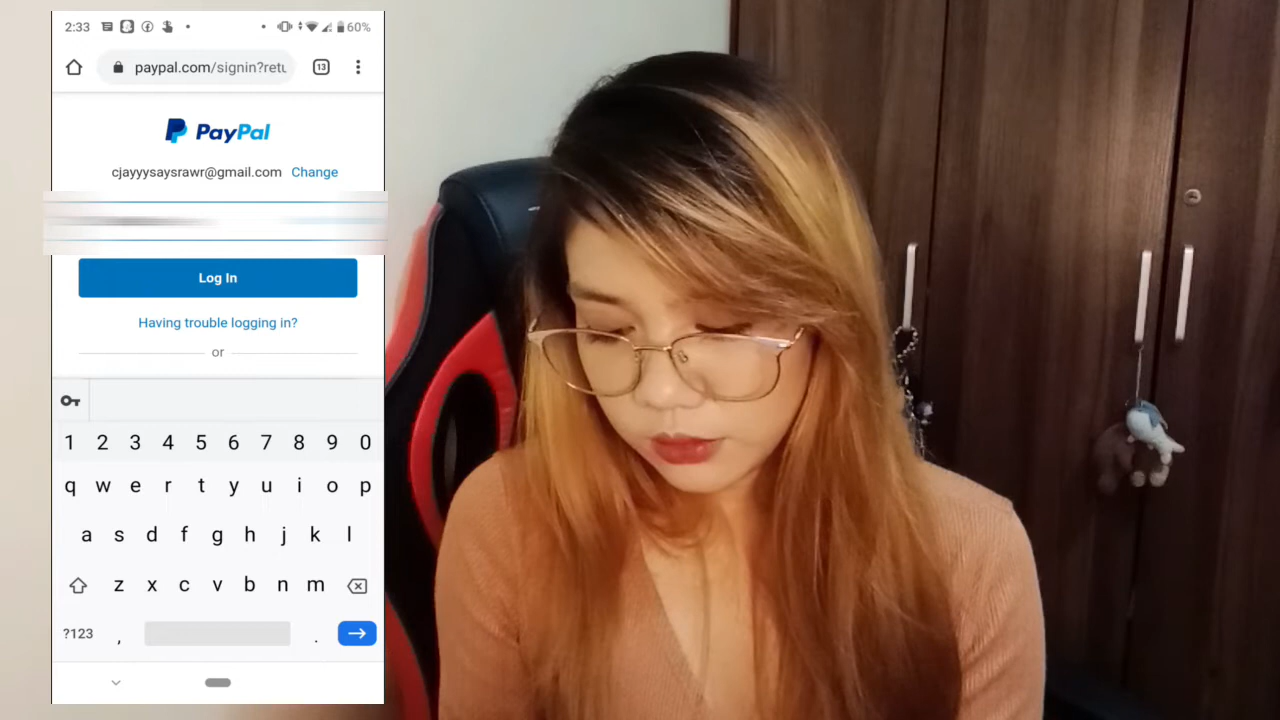 2:33 60%
paypal.com/signin?retu 13
PayPal
cjayyysaysrawr@gmail.com Change
Log In
Having trouble logging in?
or
1 2 3 4 5 6 7 8 9 0
q w e r t y u i o p
a s d f g h j k l
z x c v b n m
?123 , .